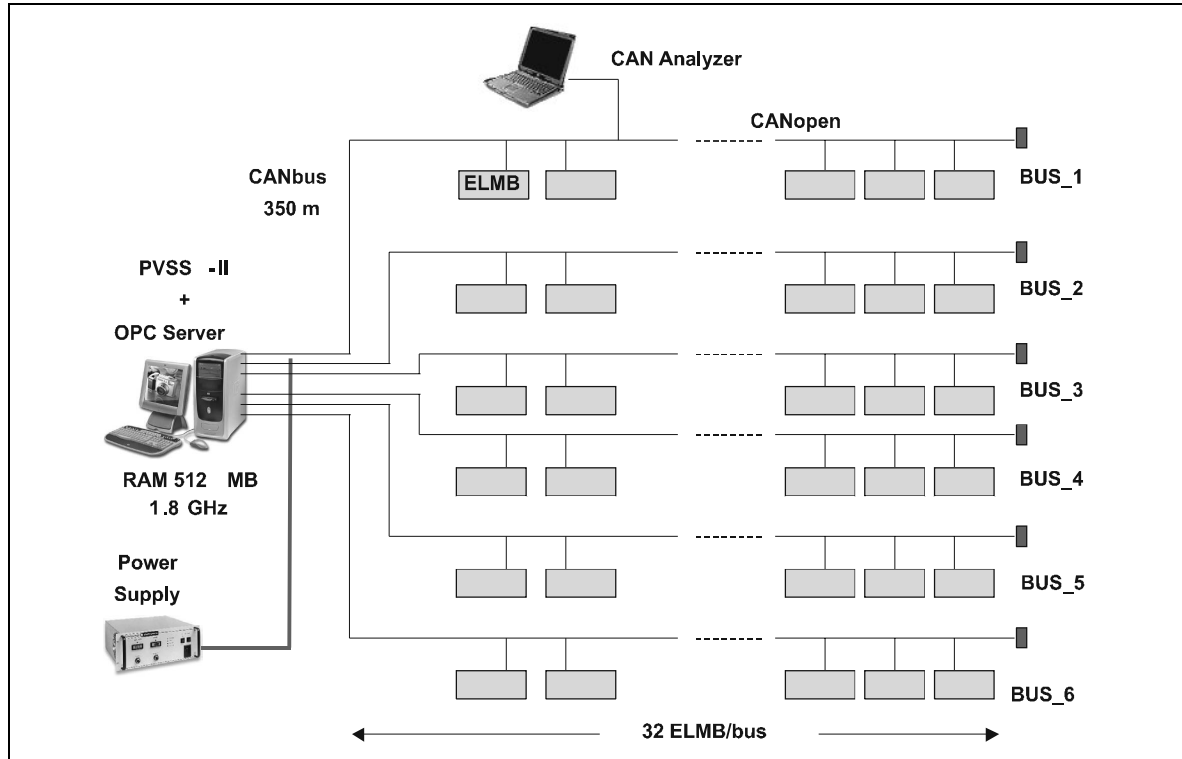 CAN Analyzer
CANopen
CANbus
350 m
ELMB
BUS_1
PVSS -II
+
OPC Server
BUS_2
BUS_3
BUS_4
RAM 512 MB
1.8 GHz
Power
Supply
BUS_5
BUS_6
32 ELMB/bus